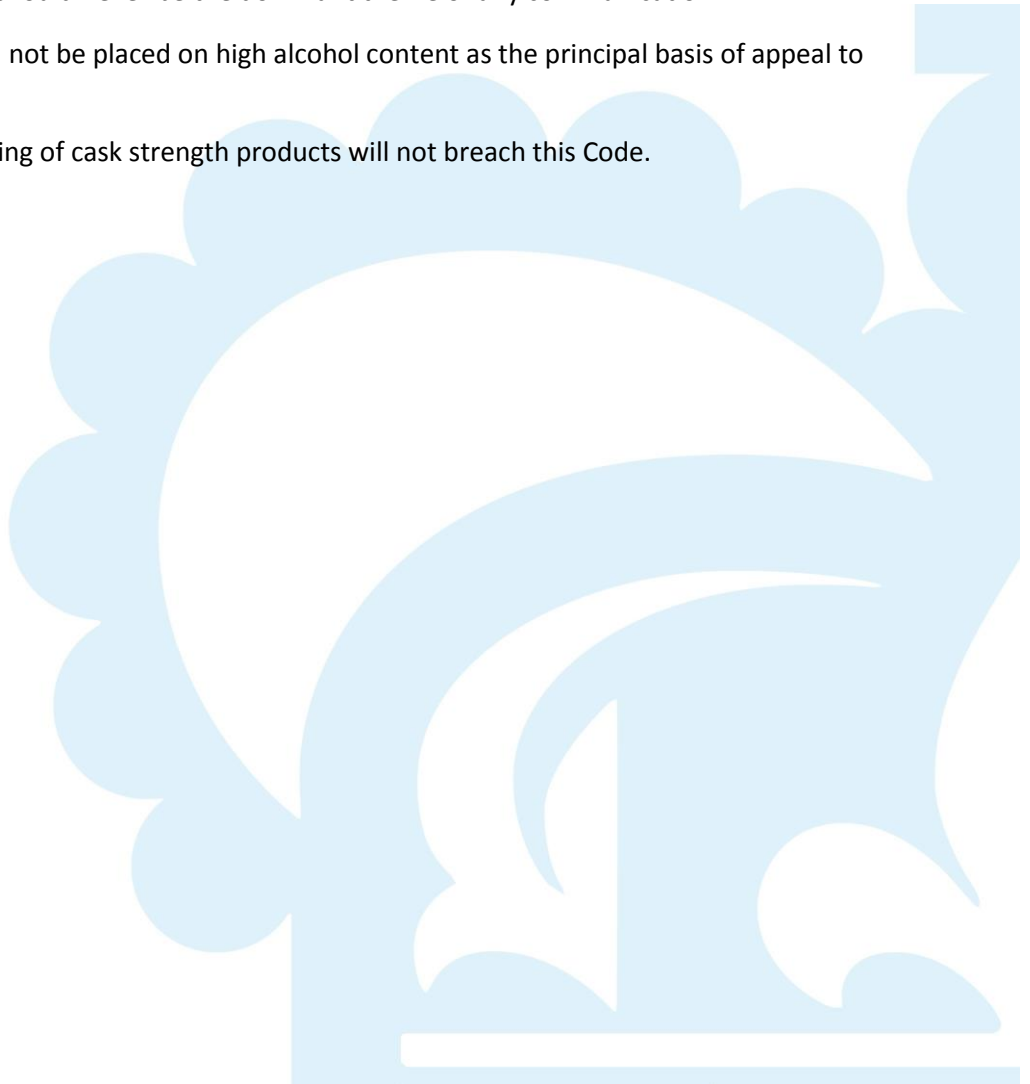 not be placed on high alcohol content as the principal basis of appeal to
ing of cask strength products will not breach this Code.